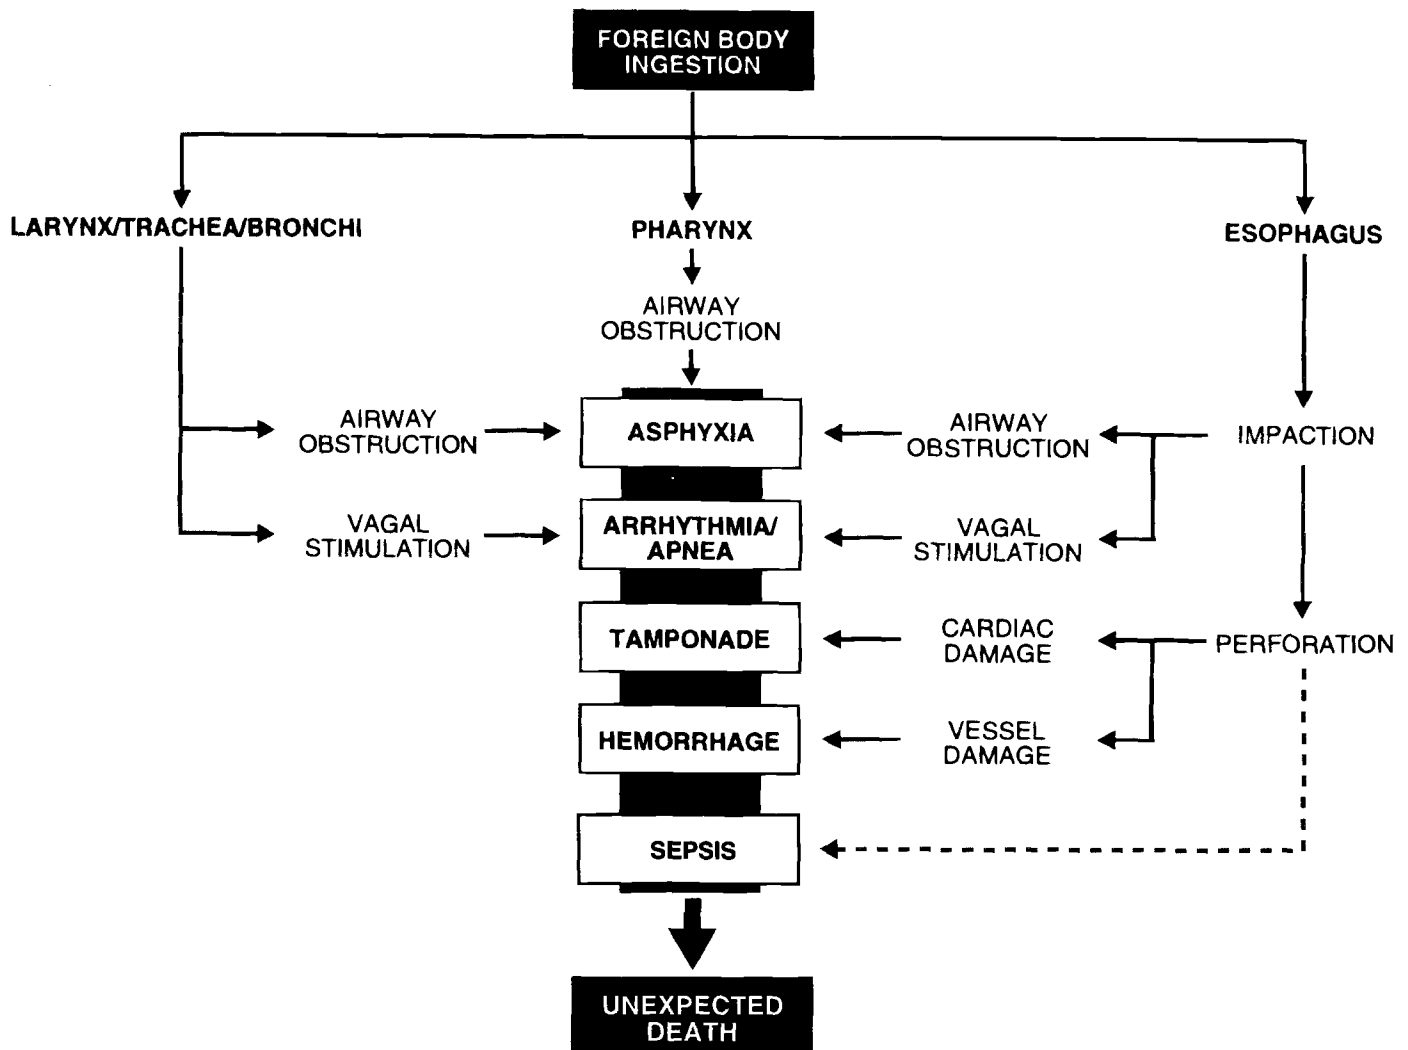 FOREIGN BODY
INGESTION
LARYNX/TRACHEA/BRONCHI
PHARYNX
ESOPHAGUS
AIRWAY
OBSTRUCTION
AIRWAY
OBSTRUCTION
ASPHYXIA
AIRWAY
OBSTRUCTION
IMPACTION
VAGAL
STIMULATION
ARRHYTHMIA/
APNEA
VAGAL
STIMULATION
TAMPONADE
CARDIAC
DAMAGE
PERFORATION
HEMORRHAGE
VESSEL
DAMAGE
SEPSIS
UNEXPECTED
DEATH